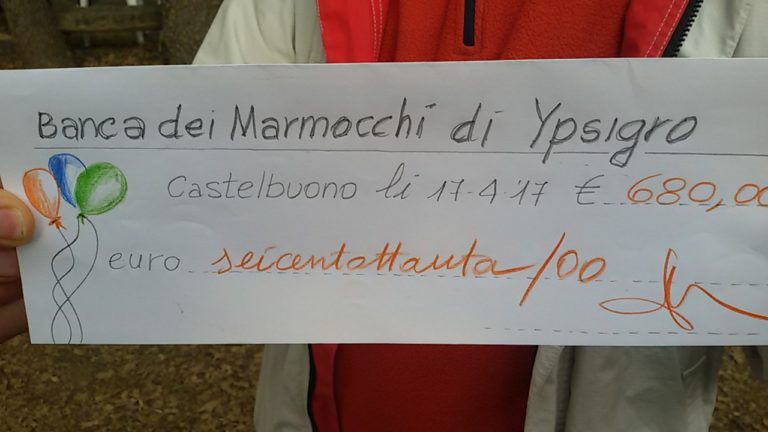 Banca dei Marmocchi di Ypsigro
Castelbuono li 17-4-'17 € 680,00
euro seicentottanta/00